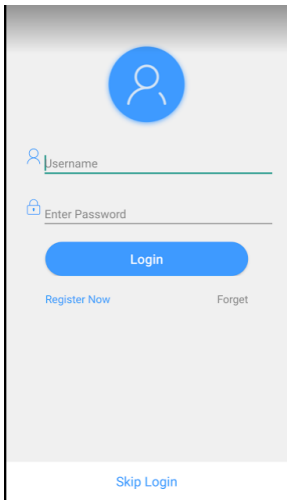 Username
Enter Password
Login
Register Now Forget
Skip Login